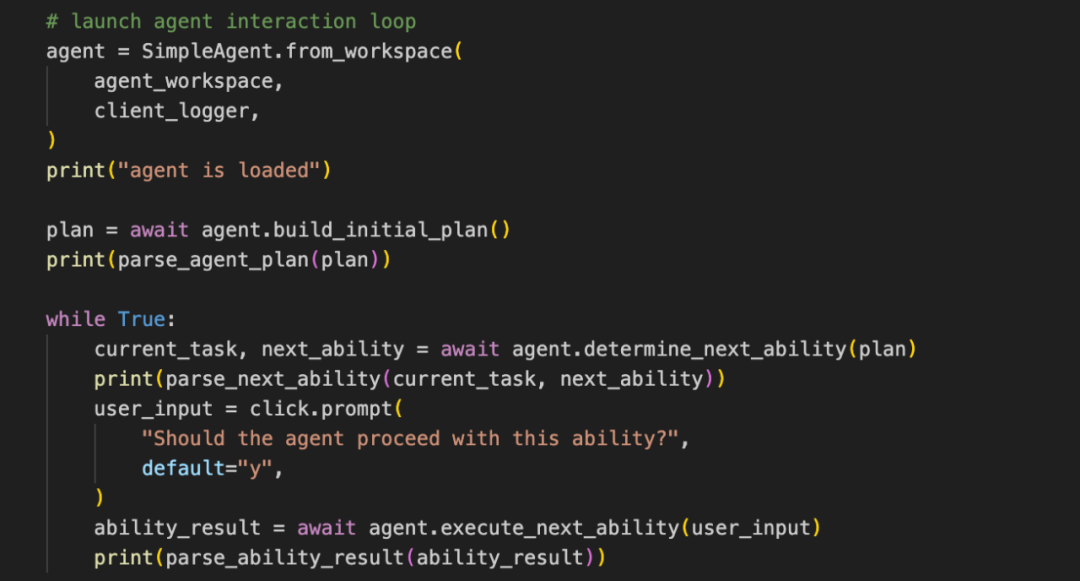 # launch agent interaction loop
agent = SimpleAgent.from_workspace(
    agent_workspace,
    client_logger,
)
print("agent is loaded")

plan = await agent.build_initial_plan()
print(parse_agent_plan(plan))

while True:
    current_task, next_ability = await agent.determine_next_ability(plan)
    print(parse_next_ability(current_task, next_ability))
    user_input = click.prompt(
        "Should the agent proceed with this ability?",
        default="y",
    )
    ability_result = await agent.execute_next_ability(user_input)
    print(parse_ability_result(ability_result))